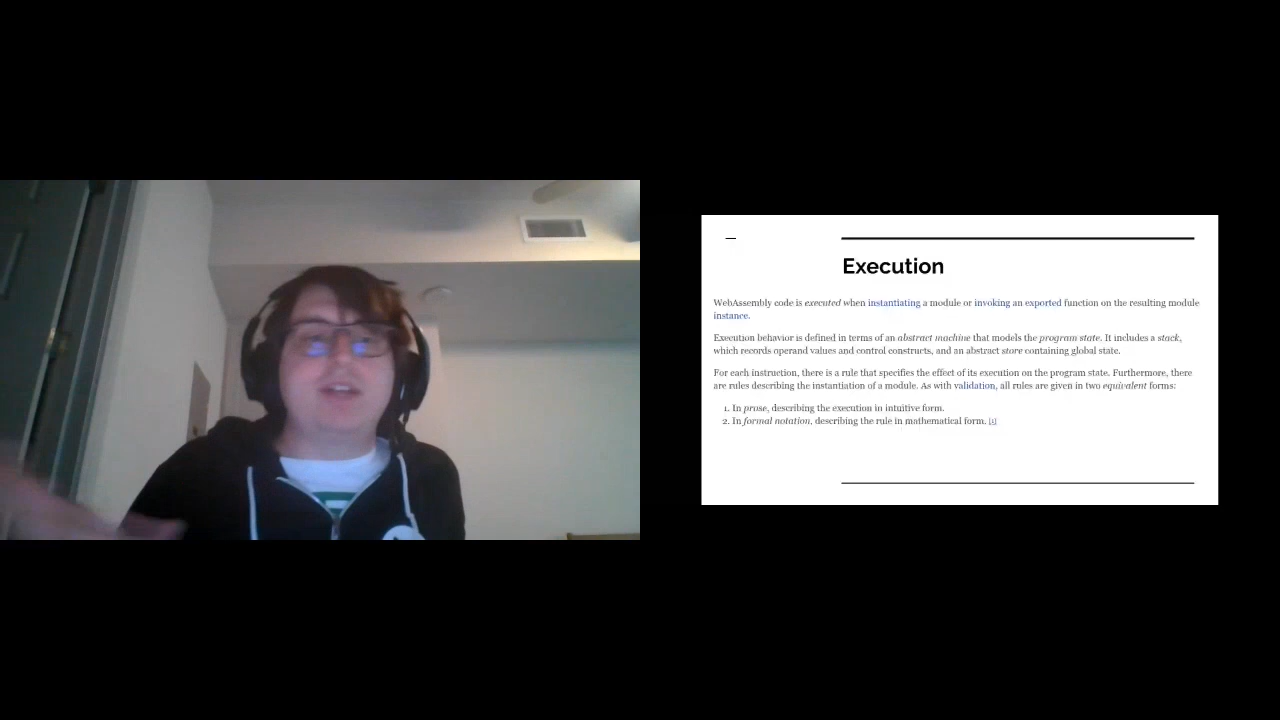 Execution
WebAssembly code is executed when instantiating a module or invoking an exported function on the resulting module
instance.
Execution behavior is defined in terms of an abstract machine that models the program state. It includes a stack,
which records operand values and control constructs, and an abstract store containing global state.
For each instruction, there is a rule that specifies the effect of its execution on the program state. Furthermore, there
are rules describing the instantiation of a module. As with validation, all rules are given in two equivalent forms:
1. In prose, describing the execution in intuitive form.
2. In formal notation, describing the rule in mathematical form. [1]